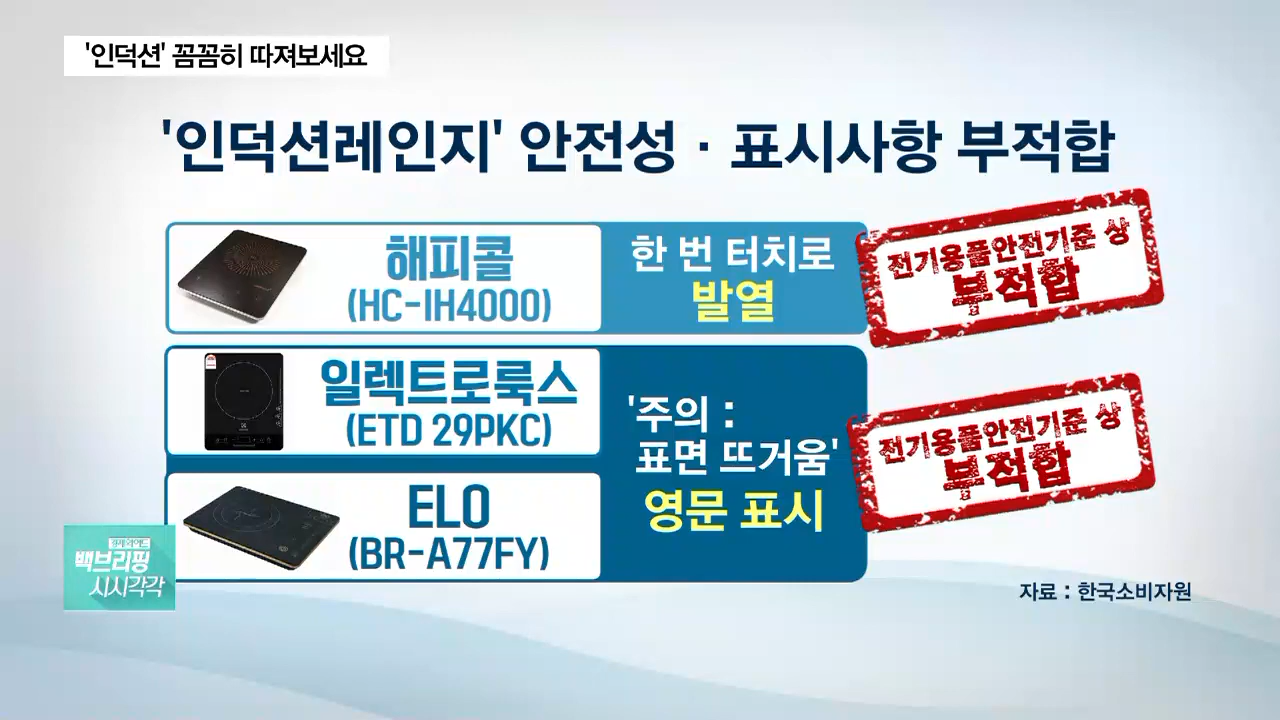 '인덕션' 꼼꼼히 따져보세요
'인덕션레인지' 안전성 · 표시사항 부적합
해피콜
(HC-IH4000)
한 번 터치로
발열
전기용품안전기준 상
부적합
일렉트로룩스
(ETD 29PKC)
ELO
(BR-A77FY)
'주의 :
표면 뜨거움'
영문 표시
전기용품안전기준 상
부적합
백브리핑
시시각각
자료 : 한국소비자원